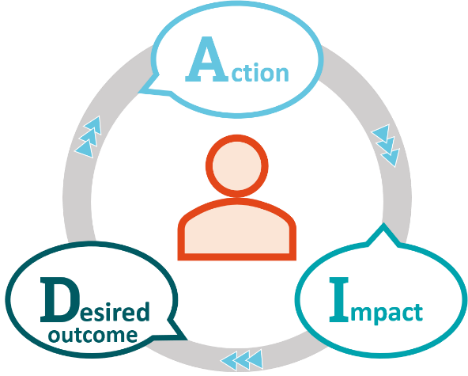 Action
Impact
Desired
outcome